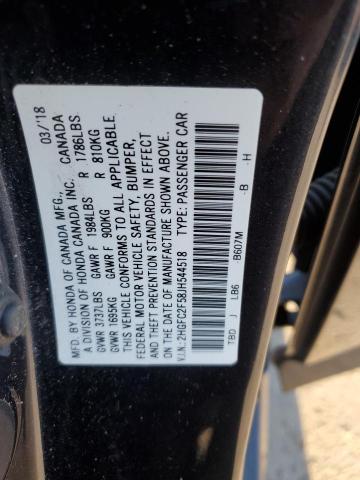 MFD. BY HONDA OF CANADA MFG., 03/'18
A DIVISION OF HONDA CANADA INC. CANADA
GVWR 3737LBS GAWR F 1984LBS R 1786LBS
GVWR 1695KG GAWR F 900KG R 810KG
THIS VEHICLE CONFORMS TO ALL APPLICABLE
FEDERAL MOTOR VEHICLE SAFETY, BUMPER,
AND THEFT PREVENTION STANDARDS IN EFFECT
ON THE DATE OF MANUFACTURE SHOWN ABOVE.
V.I.N.: 2HGFC2F58JH544518 TYPE: PASSENGER CAR
TBD J LB6 B607M -B -H